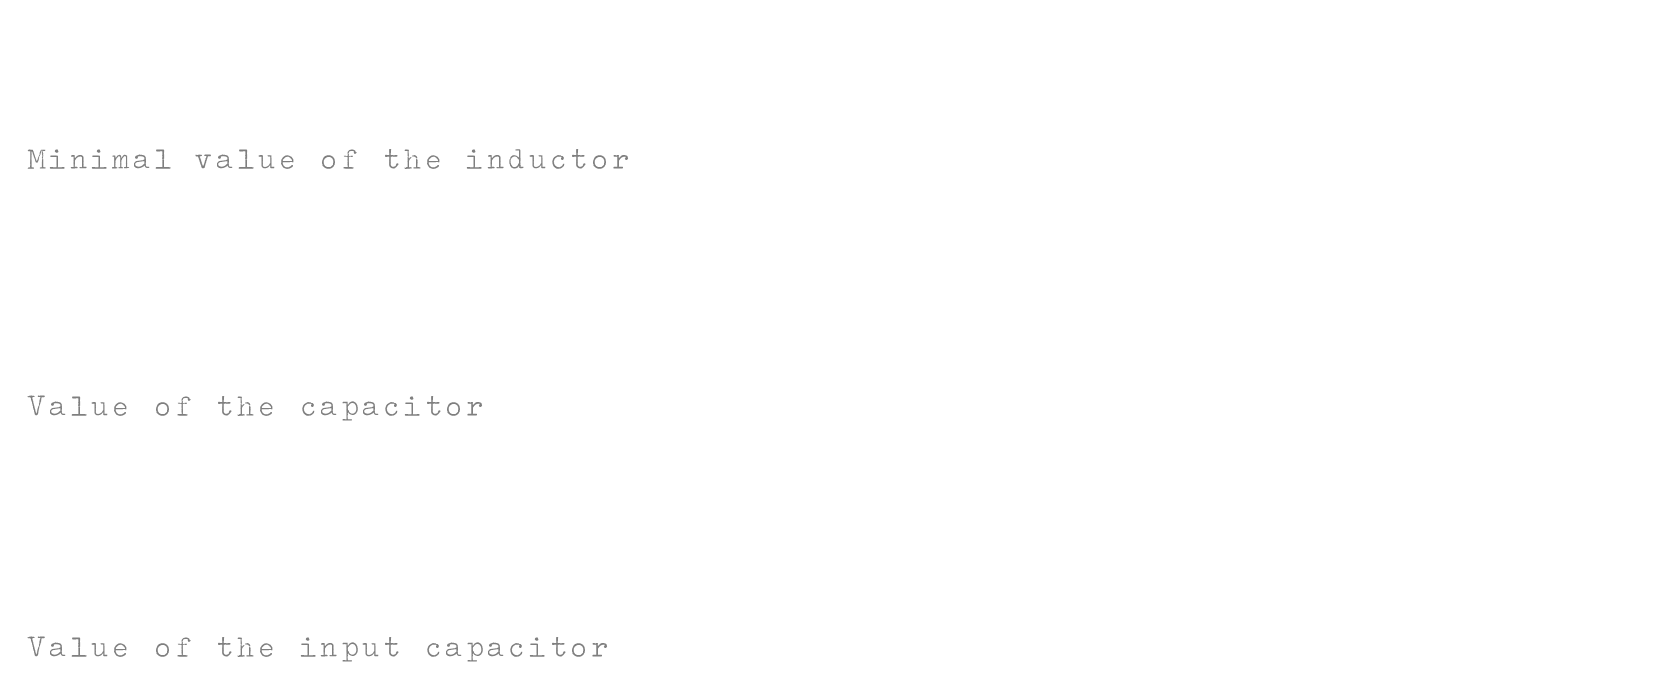 Minimal value of the inductor
Value of the capacitor
Value of the input capacitor